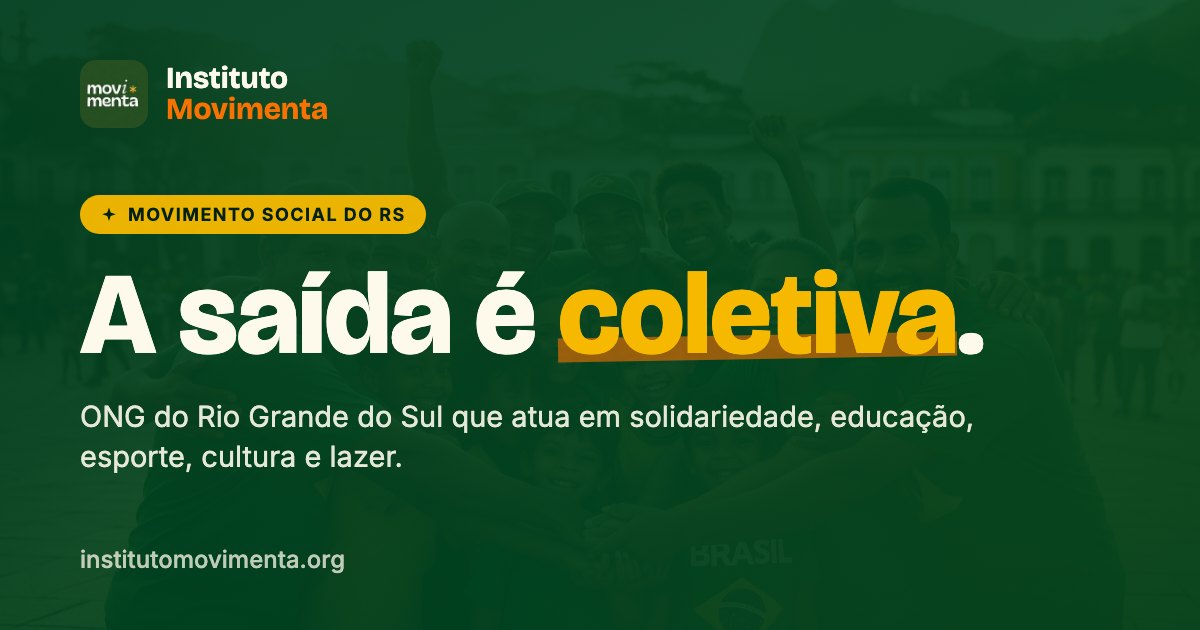 movi*
menta
Instituto
Movimenta
✦ MOVIMENTO SOCIAL DO RS
A saída é coletiva.
ONG do Rio Grande do Sul que atua em solidariedade, educação,
esporte, cultura e lazer.
institutomovimenta.org
BRASIL